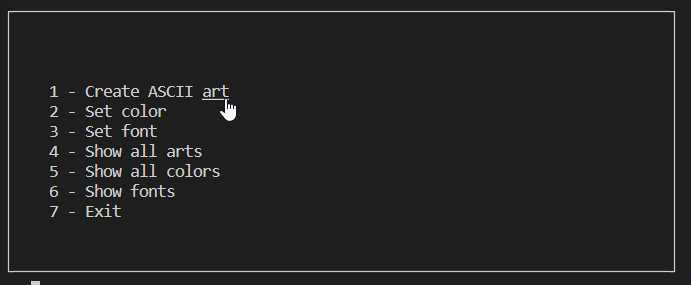 1 - Create ASCII art
2 - Set color
3 - Set font
4 - Show all arts
5 - Show all colors
6 - Show fonts
7 - Exit